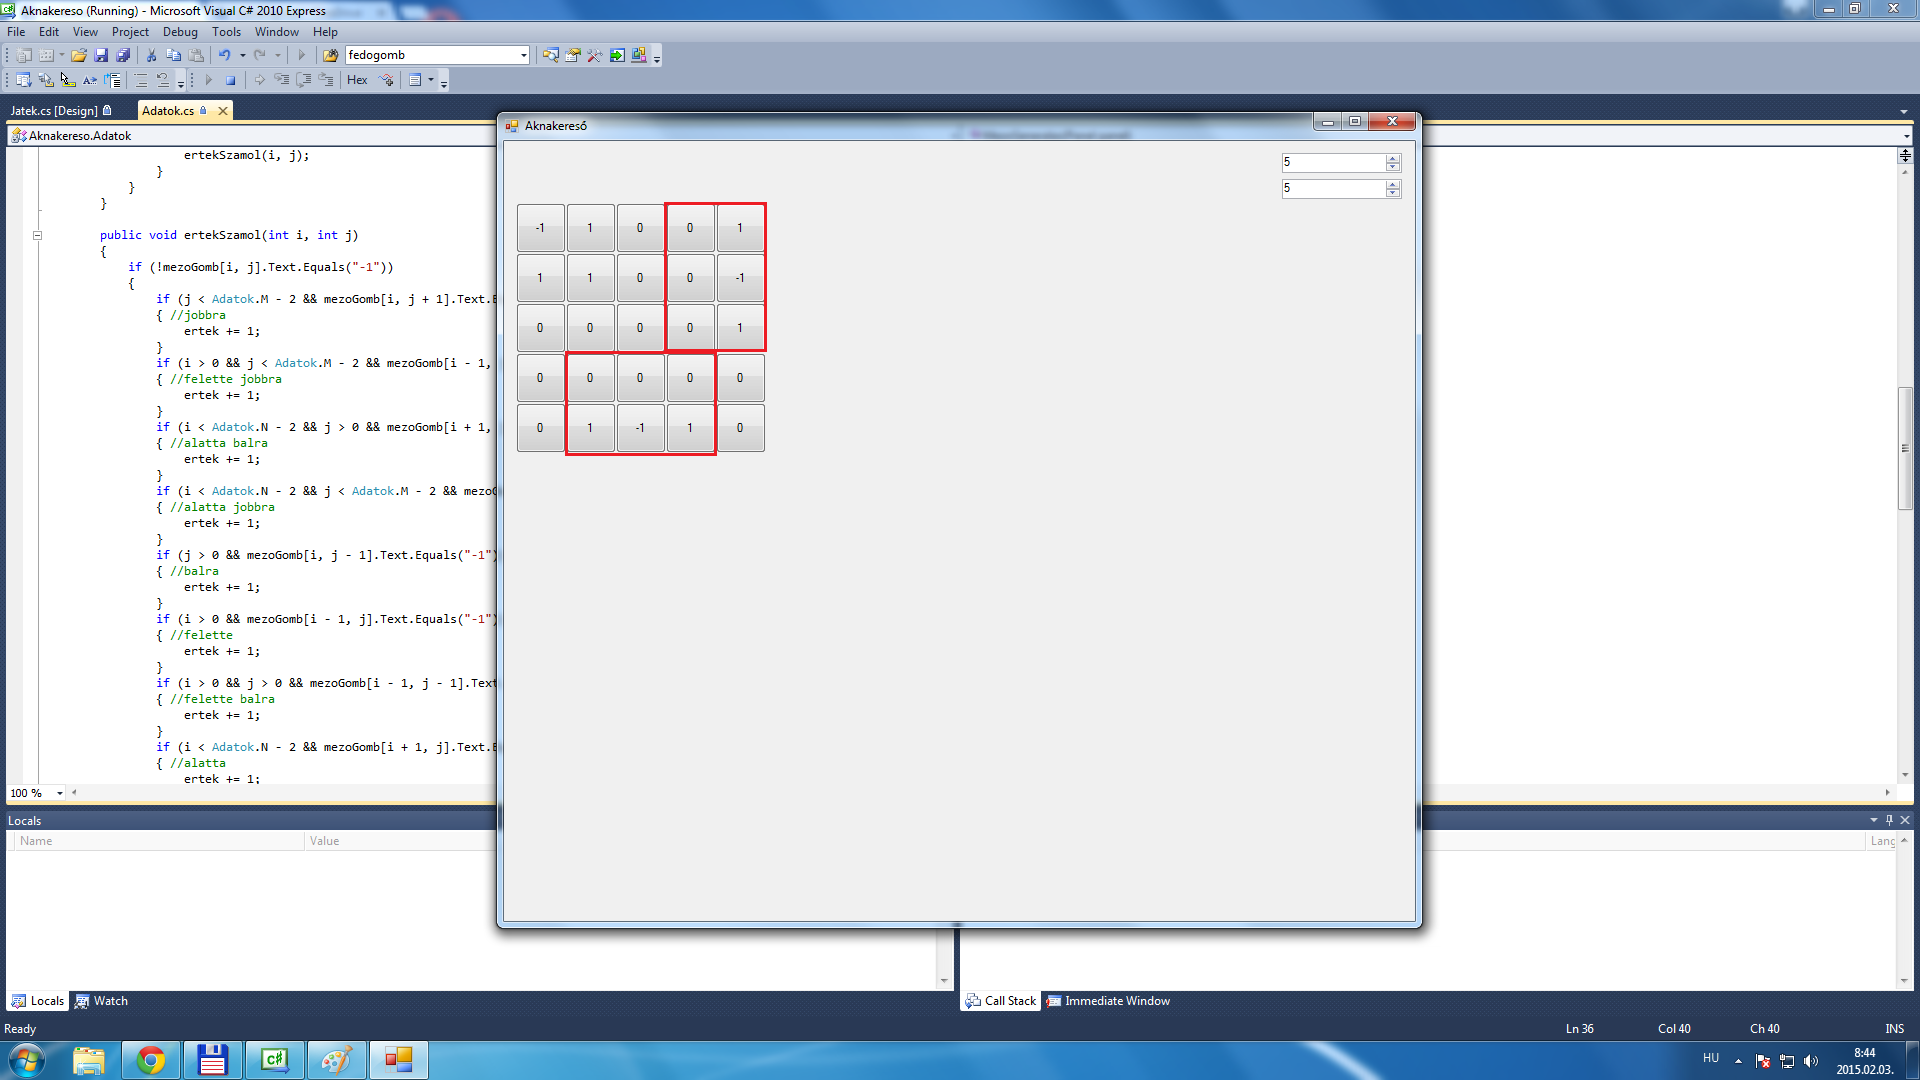 Aknakereso (Running) - Microsoft Visual C# 2010 Express
File Edit View Project Debug Tools Window Help
fedogomb
Hex
Jatek.cs [Design] Adatok.cs
Aknakereso.Adatok
ertekSzamol(i, j);
}
}
}
public void ertekSzamol(int i, int j)
{
if (!mezoGomb[i, j].Text.Equals("-1"))
{
if (j < Adatok.M - 2 && mezoGomb[i, j + 1].Text.E
{ //jobbra
ertek += 1;
}
if (i > 0 && j < Adatok.M - 2 && mezoGomb[i - 1,
{ //felette jobbra
ertek += 1;
}
if (i < Adatok.N - 2 && j > 0 && mezoGomb[i + 1,
{ //alatta balra
ertek += 1;
}
if (i < Adatok.N - 2 && j < Adatok.M - 2 && mezoG
{ //alatta jobbra
ertek += 1;
}
if (j > 0 && mezoGomb[i, j - 1].Text.Equals("-1")
{ //balra
ertek += 1;
}
if (i > 0 && mezoGomb[i - 1, j].Text.Equals("-1")
{ //felette
ertek += 1;
}
if (i > 0 && j > 0 && mezoGomb[i - 1, j - 1].Text
{ //felette balra
ertek += 1;
}
if (i < Adatok.N - 2 && mezoGomb[i + 1, j].Text.E
{ //alatta
ertek += 1;
100 %
Aknakereső
5
5
-1 1 0 0 1
1 1 0 0 -1
0 0 0 0 1
0 0 0 0 0
0 1 -1 1 0
Locals
Name Value
Lang
Locals Watch
Call Stack Immediate Window
Ready Ln 36 Col 40 Ch 40 INS
HU
8:44
2015.02.03.